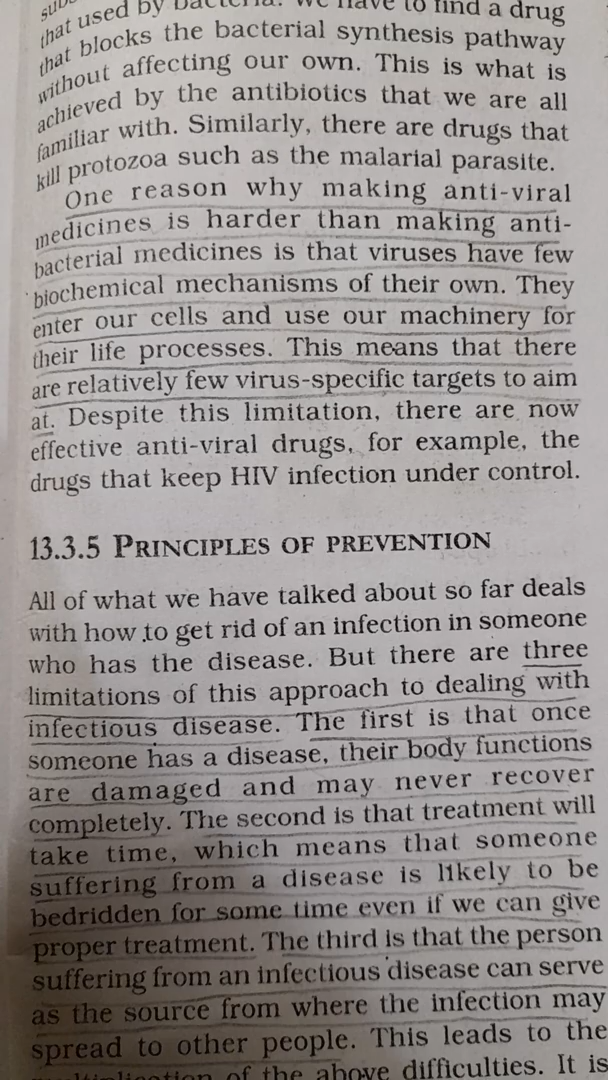 that used by bacteria. We have to find a drug
that blocks the bacterial synthesis pathway
without affecting our own. This is what is
achieved by the antibiotics that we are all
familiar with. Similarly, there are drugs that
kill protozoa such as the malarial parasite.
One reason why making anti-viral
medicines is harder than making anti-
bacterial medicines is that viruses have few
biochemical mechanisms of their own. They
enter our cells and use our machinery for
their life processes. This means that there
are relatively few virus-specific targets to aim
at. Despite this limitation, there are now
effective anti-viral drugs, for example, the
drugs that keep HIV infection under control.
13.3.5 PRINCIPLES OF PREVENTION
All of what we have talked about so far deals
with how to get rid of an infection in someone
who has the disease. But there are three
limitations of this approach to dealing with
infectious disease. The first is that once
someone has a disease, their body functions
are damaged and may never recover
completely. The second is that treatment will
take time, which means that someone
suffering from a disease is likely to be
bedridden for some time even if we can give
proper treatment. The third is that the person
suffering from an infectious disease can serve
as the source from where the infection may
spread to other people. This leads to the
of the above difficulties. It is